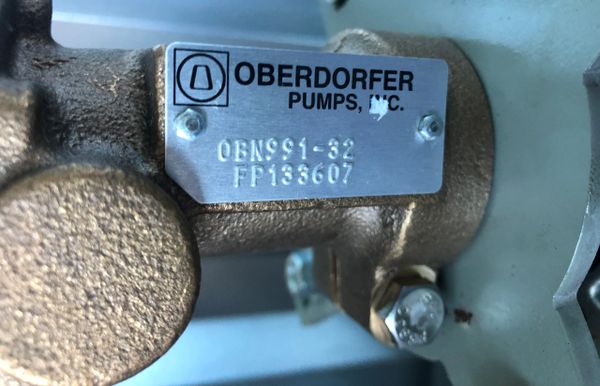 OBERDORFER
PUMPS, INC.
OBN991-32
FP133607